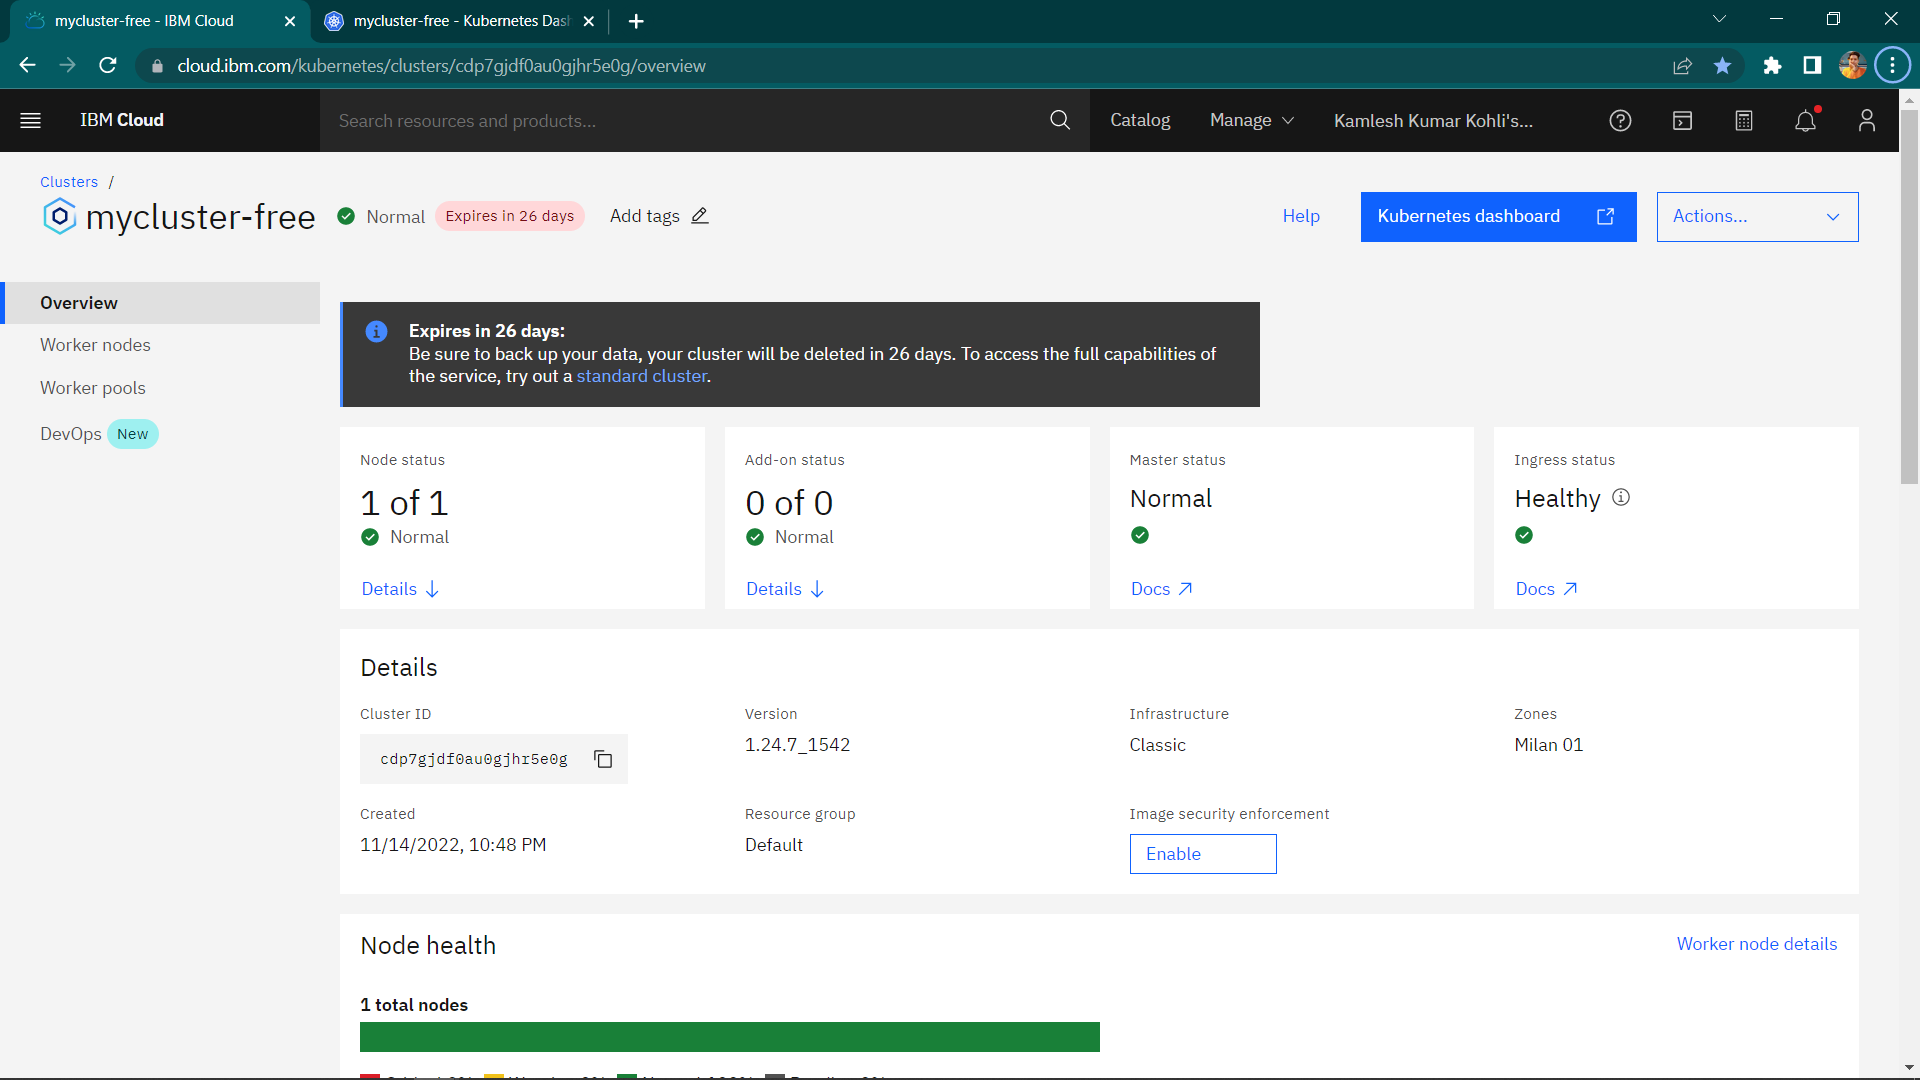 mycluster-free - IBM Cloud
mycluster-free - Kubernetes Dash
cloud.ibm.com/kubernetes/clusters/cdp7gjdf0au0gjhr5e0g/overview
IBM Cloud
Search resources and products...
Catalog
Manage
Kamlesh Kumar Kohli's...
Clusters /
mycluster-free
Normal
Expires in 26 days
Add tags
Help
Kubernetes dashboard
Actions...
Overview
Worker nodes
Worker pools
DevOps New
Expires in 26 days:
Be sure to back up your data, your cluster will be deleted in 26 days. To access the full capabilities of
the service, try out a standard cluster.
Node status
1 of 1
Normal
Details
Add-on status
0 of 0
Normal
Details
Master status
Normal
Docs
Ingress status
Healthy
Docs
Details
Cluster ID
cdp7gjdf0au0gjhr5e0g
Version
1.24.7_1542
Infrastructure
Classic
Zones
Milan 01
Created
11/14/2022, 10:48 PM
Resource group
Default
Image security enforcement
Enable
Node health
Worker node details
1 total nodes